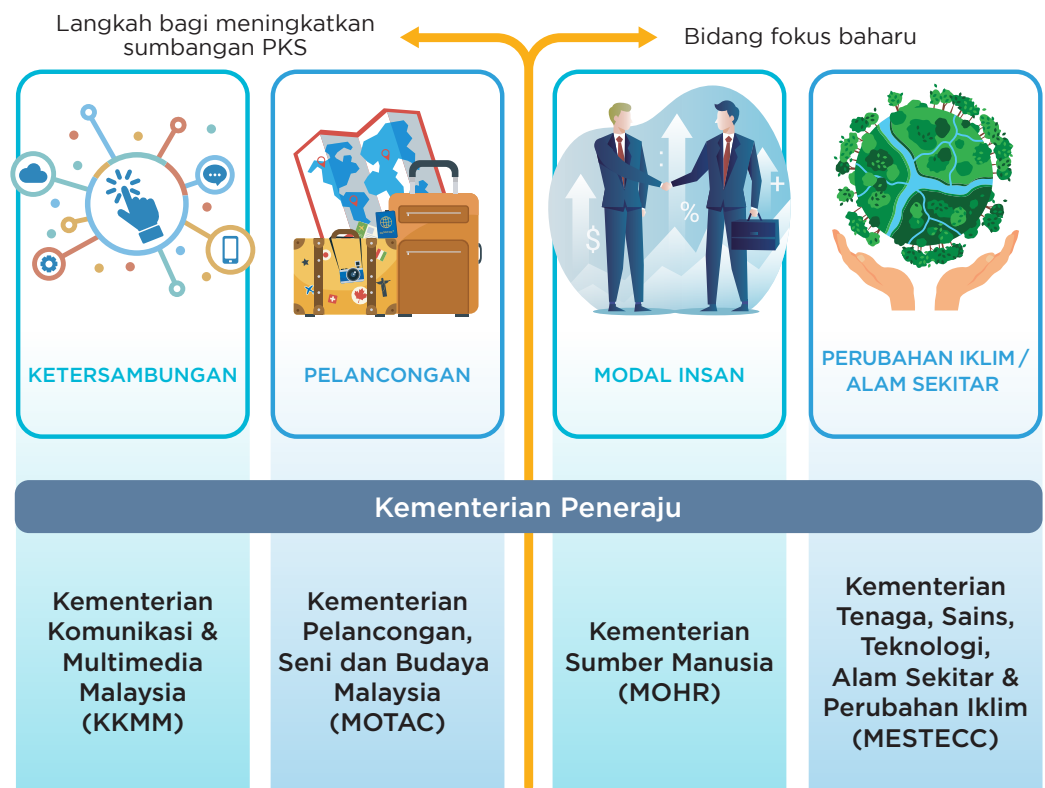 Langkah bagi meningkatkan
sumbangan PKS
Bidang fokus baharu
KETERSAMBUNGAN
PELANCONGAN
MODAL INSAN
PERUBAHAN IKLIM /
ALAM SEKITAR
$
%
+
Kementerian Peneraju
Kementerian
Komunikasi &
Multimedia
Malaysia
(KKMM)
Kementerian
Pelancongan,
Seni dan Budaya
Malaysia
(MOTAC)
Kementerian
Sumber Manusia
(MOHR)
Kementerian
Tenaga, Sains,
Teknologi,
Alam Sekitar &
Perubahan Iklim
(MESTECC)